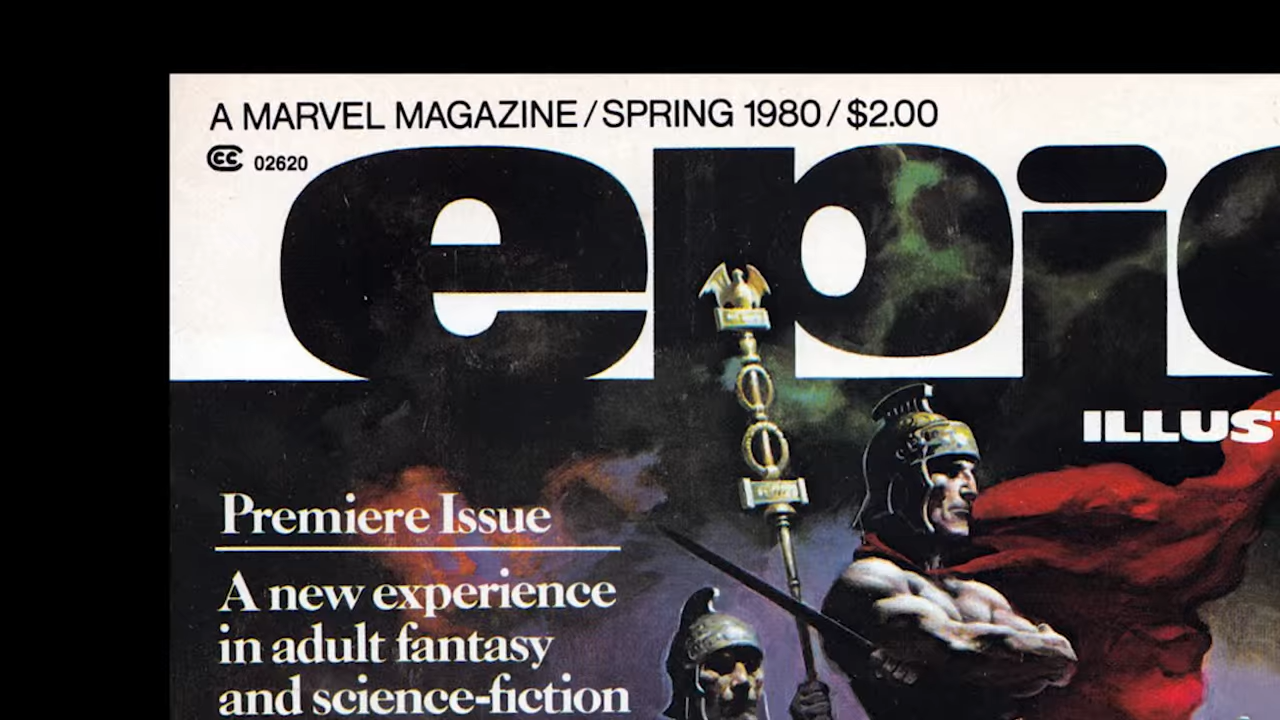 A MARVEL MAGAZINE/SPRING 1980/$2.00
CC 02620
epic
ILLUST
Premiere Issue
A new experience
in adult fantasy
and science-fiction